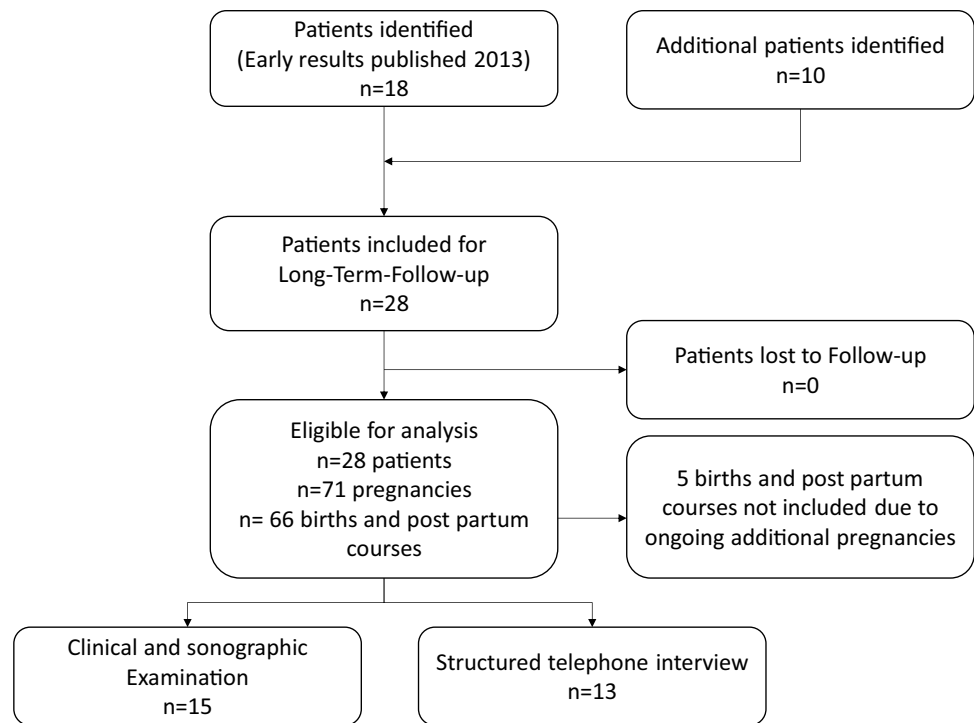 Patients identified
(Early results published 2013)
n=18
Additional patients identified
n=10
Patients included for
Long-Term-Follow-up
n=28
Patients lost to Follow-up
n=0
Eligible for analysis
n=28 patients
n=71 pregnancies
n= 66 births and post partum
courses
5 births and post partum
courses not included due to
ongoing additional pregnancies
Clinical and sonographic
Examination
n=15
Structured telephone interview
n=13